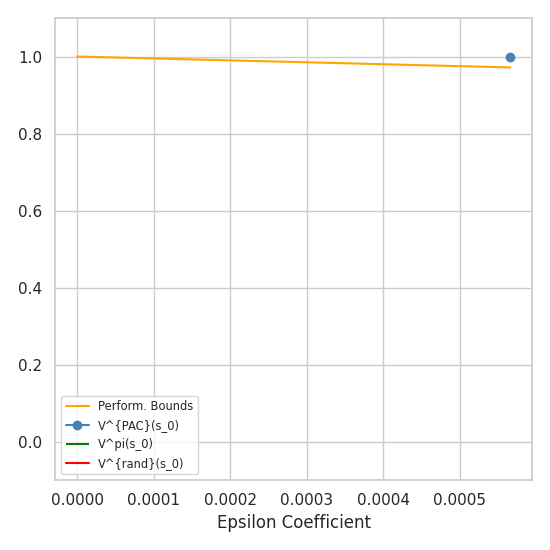 1.0
0.8
0.6
0.4
0.2
0.0
Perform. Bounds
V^{PAC}(s_0)
V^pi(s_0)
V^{rand}(s_0)
0.0000 0.0001 0.0002 0.0003 0.0004 0.0005
Epsilon Coefficient